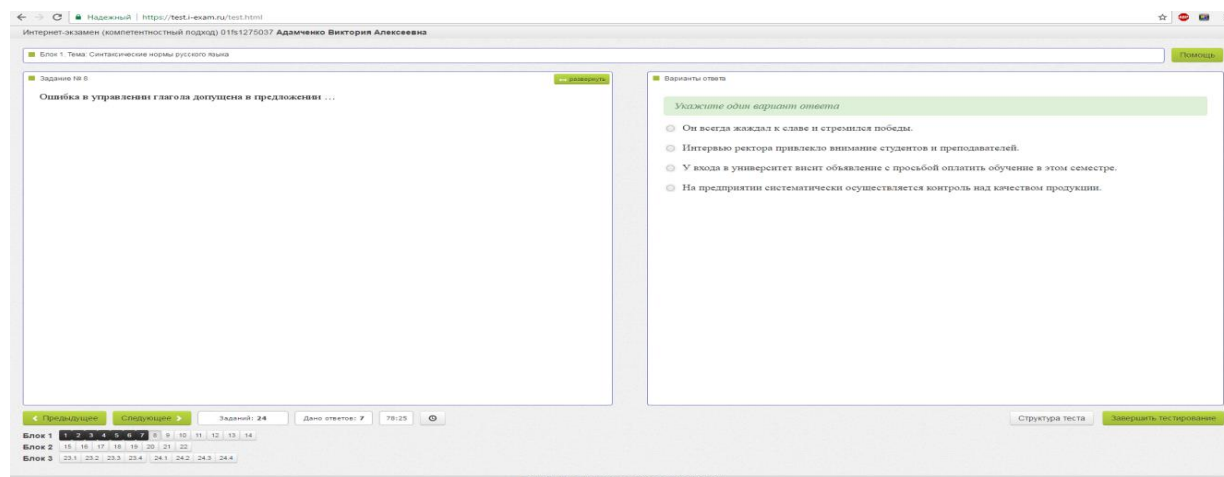 Надежный | https://test.i-exam.ru/test.html
Интернет-экзамен (компетентностный подход) 01fs1275037 Адамченко Виктория Алексеевна
Блок 1. Тема: Синтаксические нормы русского языка
Помощь
Задание № 8
развернуть
Ошибка в управлении глагола допущена в предложении …
Варианты ответа
Укажите один вариант ответа
Он всегда жаждал к славе и стремился победы.
Интервью ректора привлекло внимание студентов и преподавателей.
У входа в университет висит объявление с просьбой оплатить обучение в этом семестре.
На предприятии систематически осуществляется контроль над качеством продукции.
< Предыдущее Следующее > Заданий: 24 Дано ответов: 7 78:25 Структура теста Завершить тестирование
Блок 1 1 2 3 4 5 6 7 8 9 10 11 12 13 14
Блок 2 15 16 17 18 19 20 21 22
Блок 3 23.1 23.2 23.3 23.4 24.1 24.2 24.3 24.4